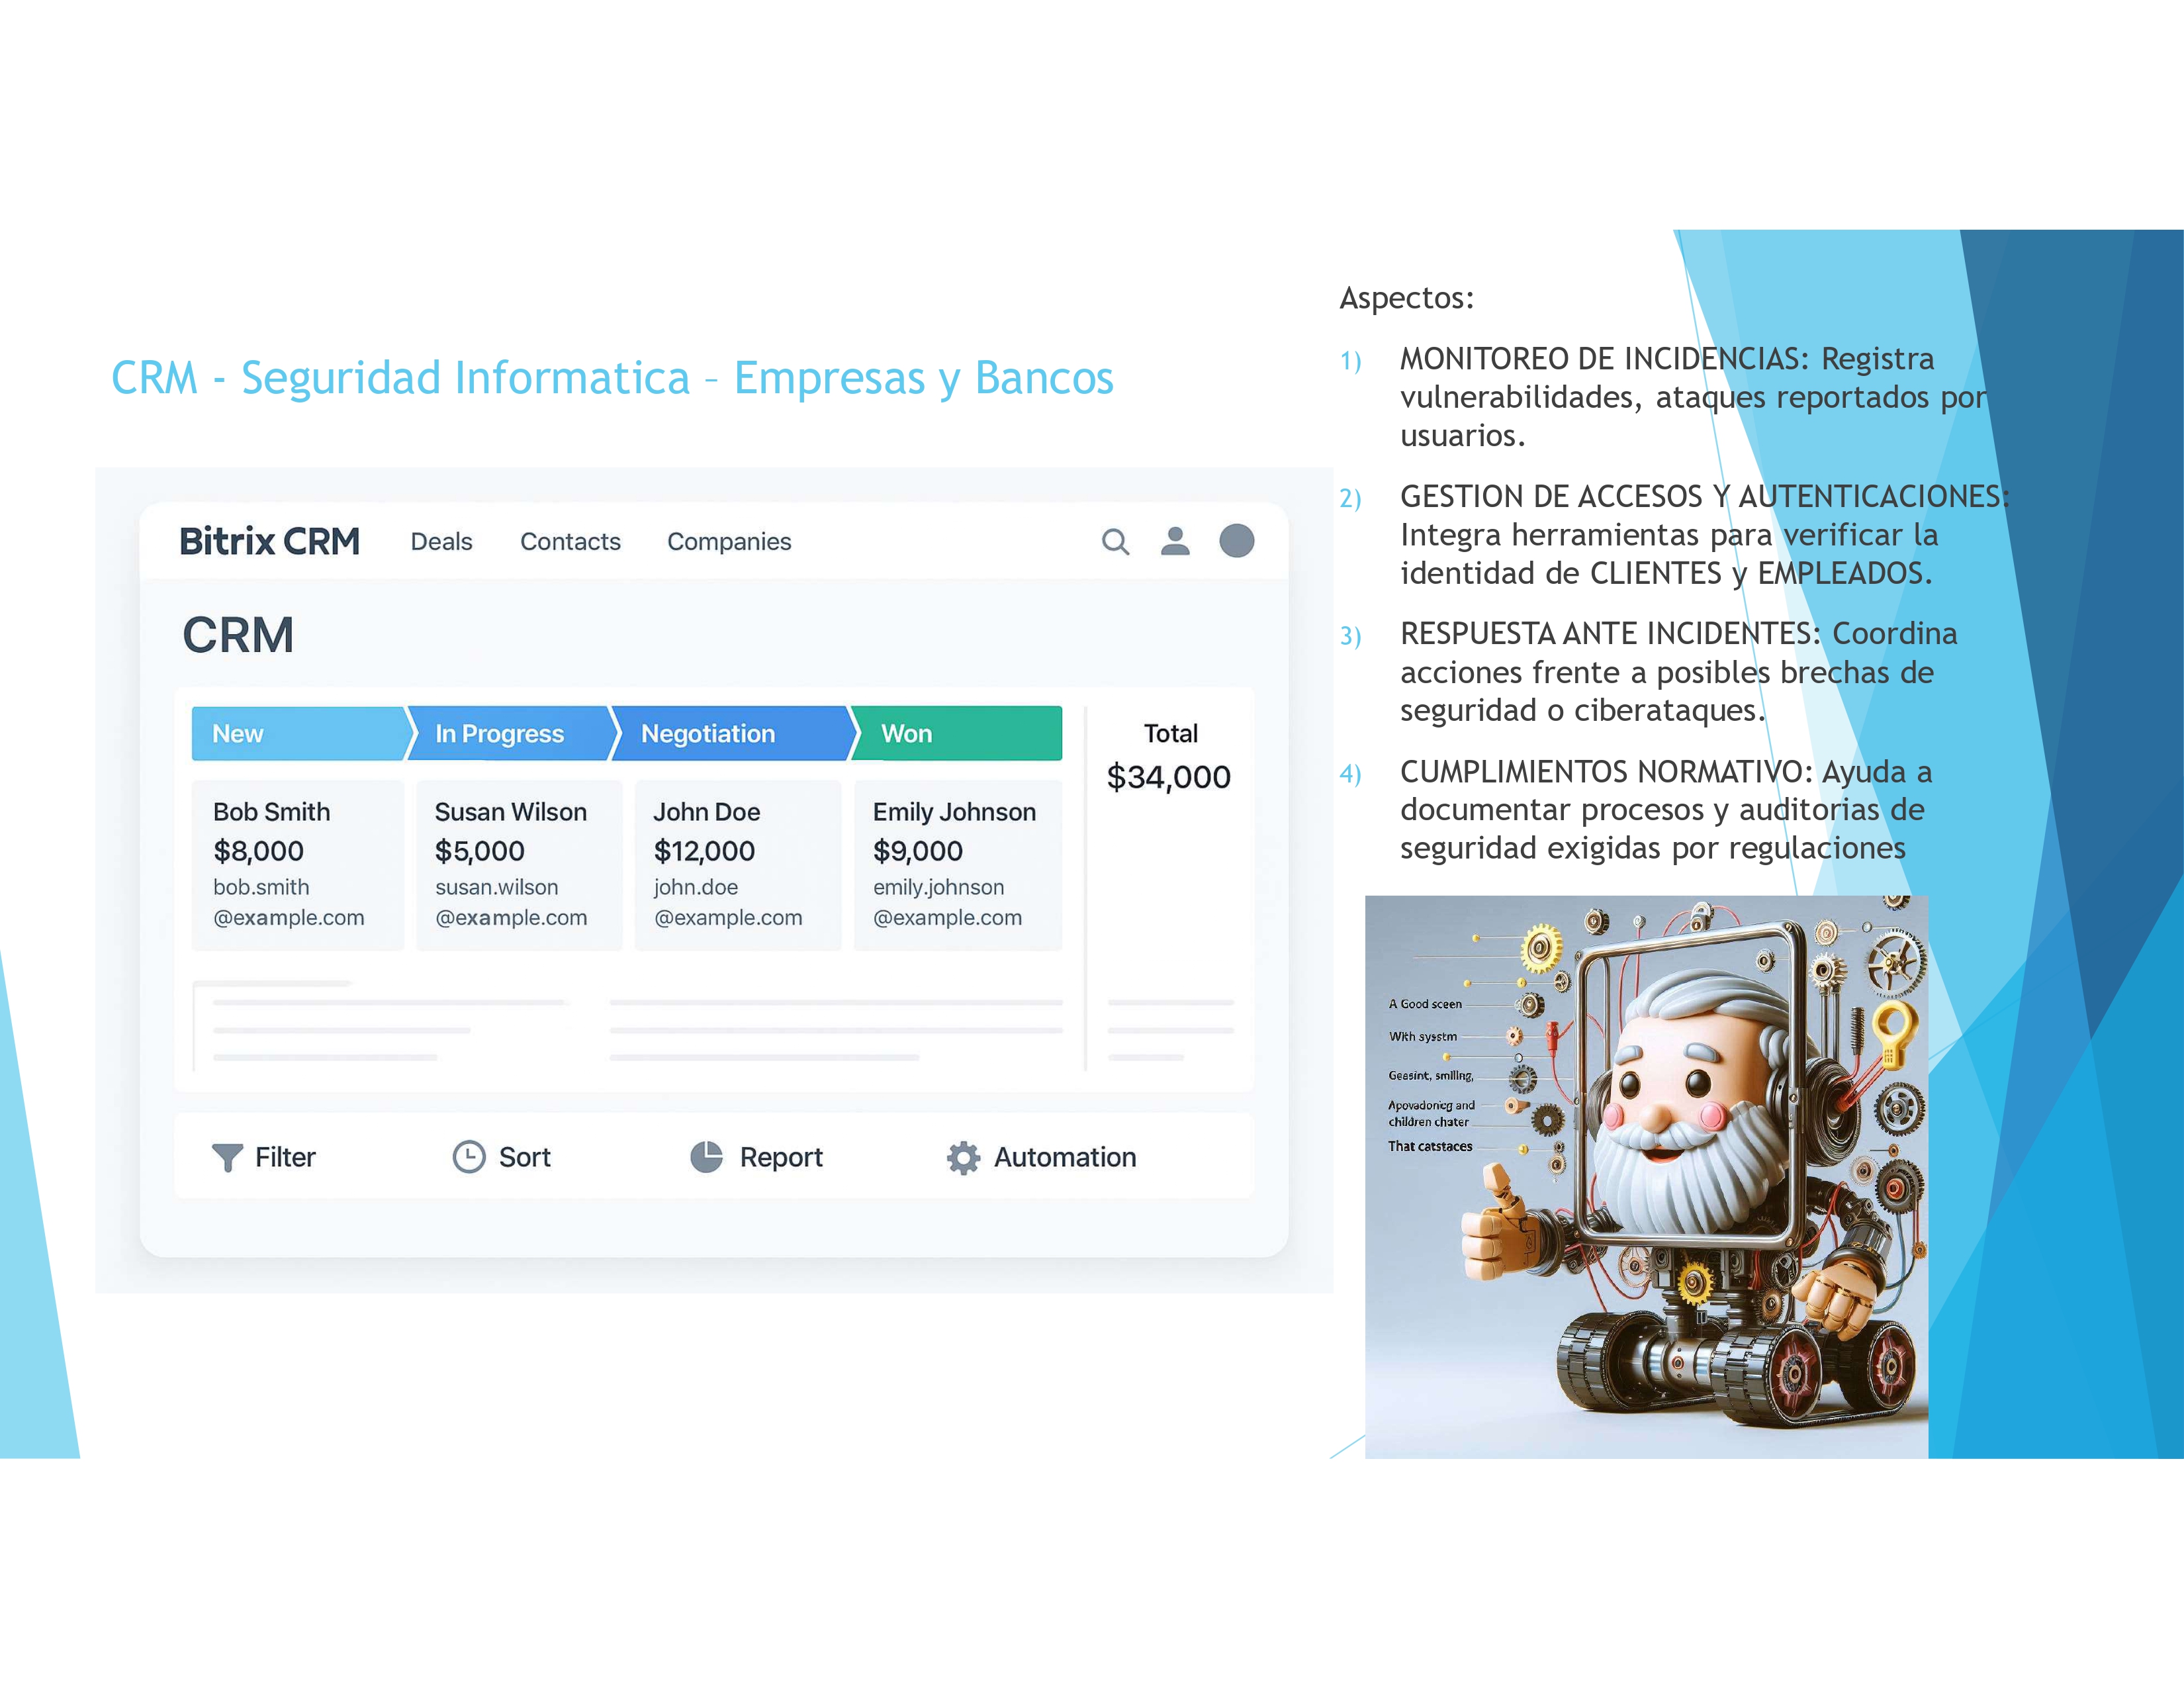 CRM - Seguridad Informatica – Empresas y Bancos
Bitrix CRM Deals Contacts Companies
CRM
New In Progress Negotiation Won
Total
$34,000
Bob Smith
$8,000
bob.smith
@example.com
Susan Wilson
$5,000
susan.wilson
@example.com
John Doe
$12,000
john.doe
@example.com
Emily Johnson
$9,000
emily.johnson
@example.com
Filter Sort Report Automation
Aspectos:
1) MONITOREO DE INCIDENCIAS: Registra
vulnerabilidades, ataques reportados por
usuarios.
2) GESTION DE ACCESOS Y AUTENTICACIONES:
Integra herramientas para verificar la
identidad de CLIENTES y EMPLEADOS.
3) RESPUESTA ANTE INCIDENTES: Coordina
acciones frente a posibles brechas de
seguridad o ciberataques.
4) CUMPLIMIENTOS NORMATIVO: Ayuda a
documentar procesos y auditorias de
seguridad exigidas por regulaciones
A Good sceen
With sysstm
Geasint, smiling,
Apovadonicg and
children chater
That catstaces